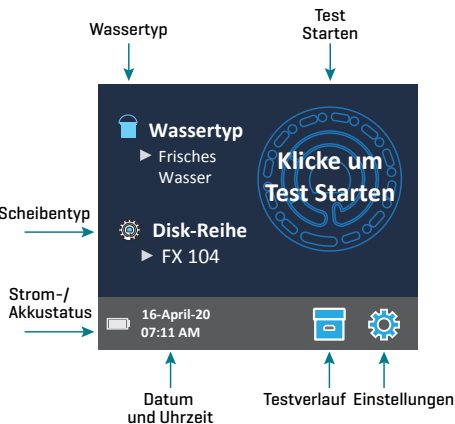 Wassertyp
Test
Starten
Wassertyp
Frisches
Wasser
Klicke um
Test Starten
Scheibentyp
Disk-Reihe
FX 104
Strom-/
Akkustatus
16-April-20
07:11 AM
Datum
und Uhrzeit
Testverlauf
Einstellungen